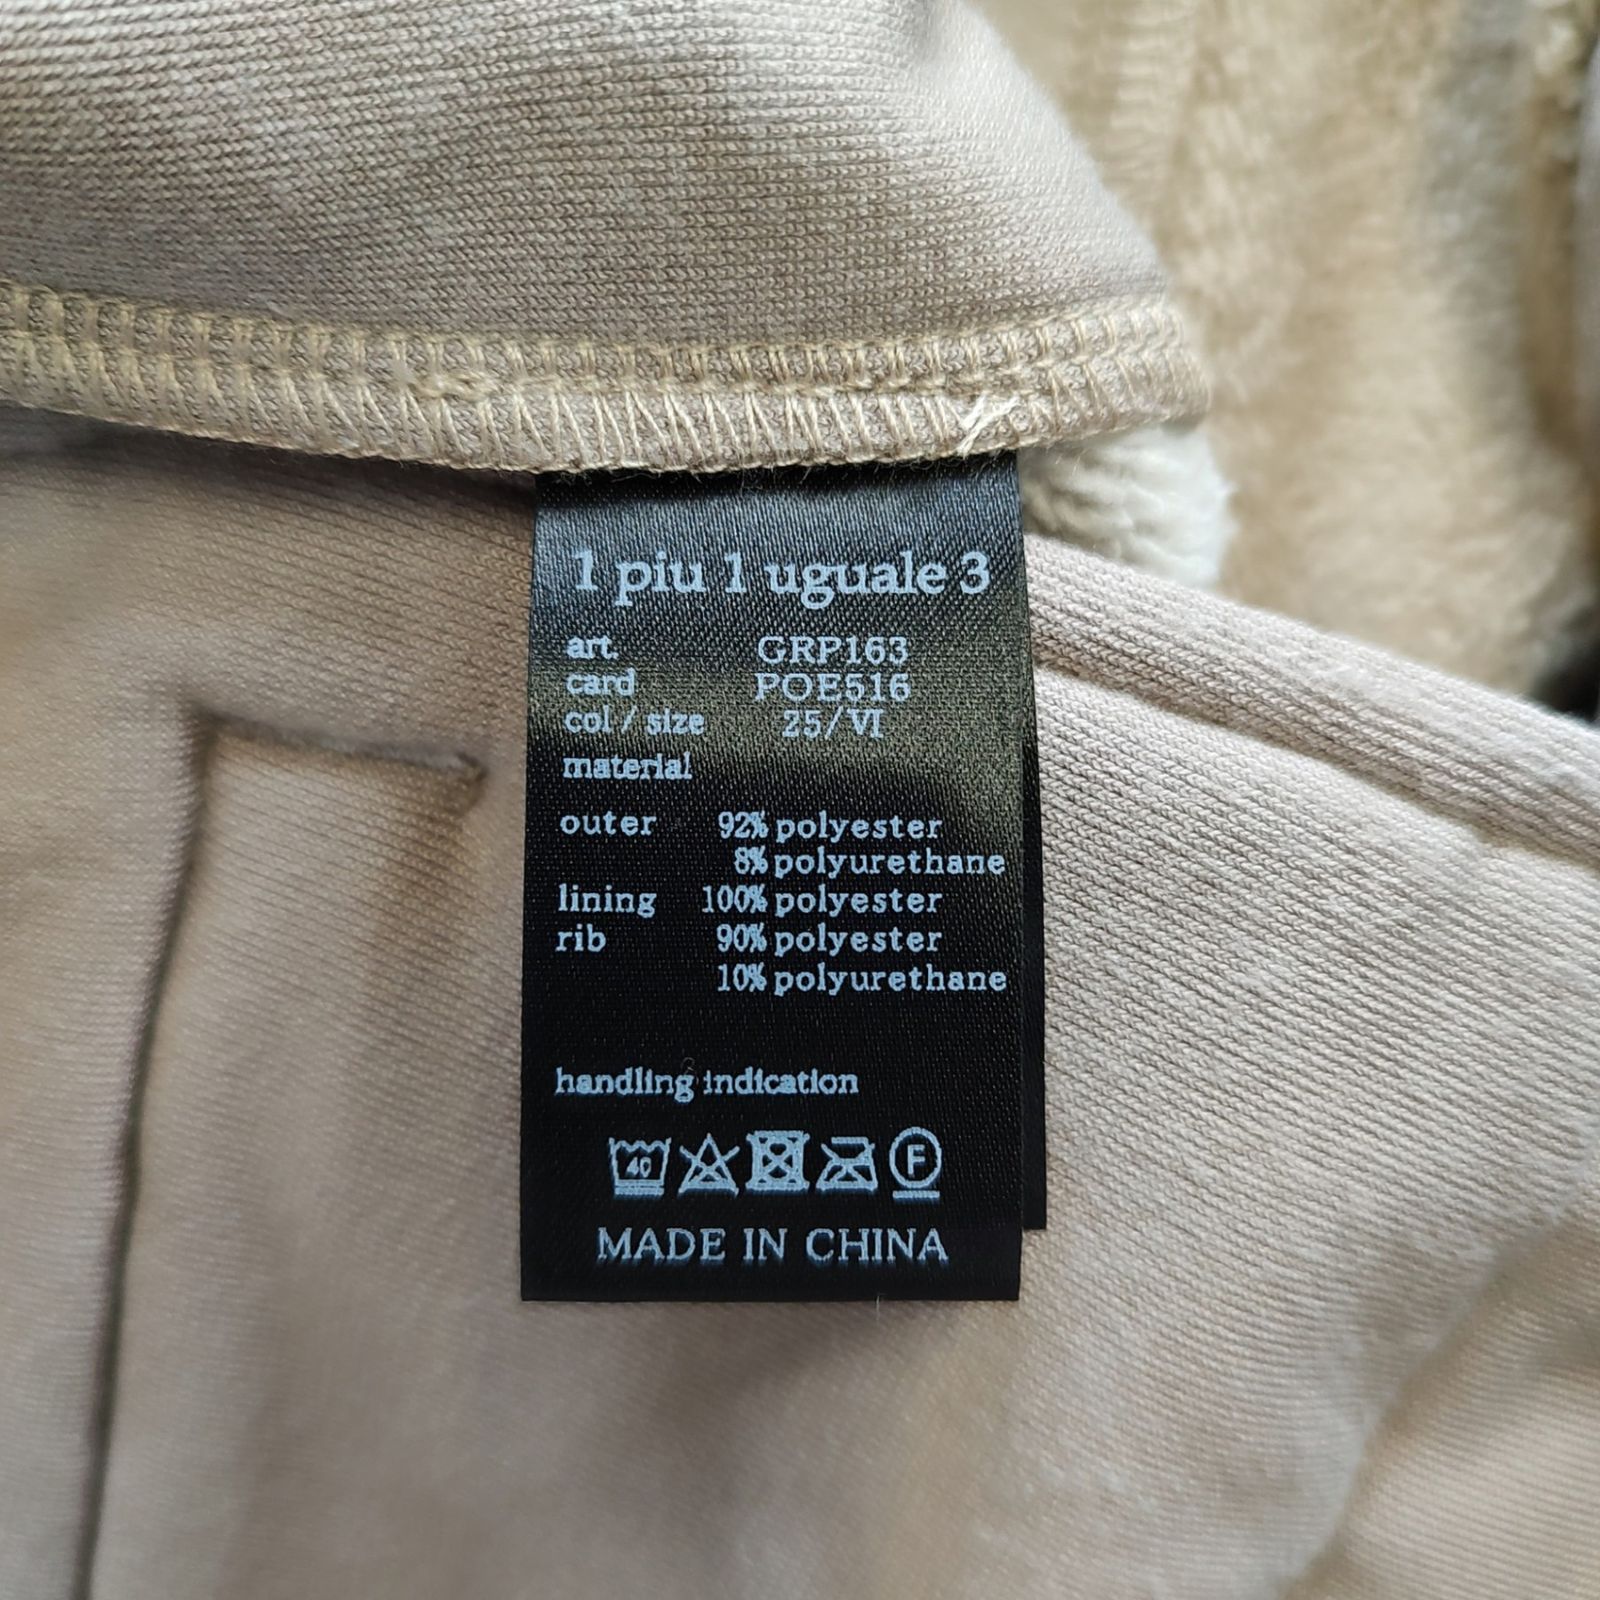 1 piu 1 uguale 3
art. GRP163
card POE516
col / size 25/VI
material
outer 92% polyester
8% polyurethane
lining 100% polyester
rib 90% polyester
10% polyurethane
handling indication
40 F
MADE IN CHINA